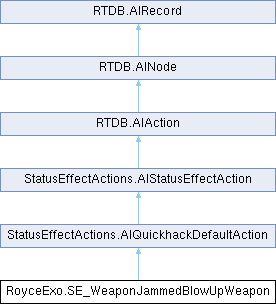 RTDB.AIRecord
RTDB.AINode
RTDB.AIAction
StatusEffectActions.AIStatusEffectAction
StatusEffectActions.AIQuickhackDefaultAction
RoyceExo.SE_WeaponJammedBlowUpWeapon